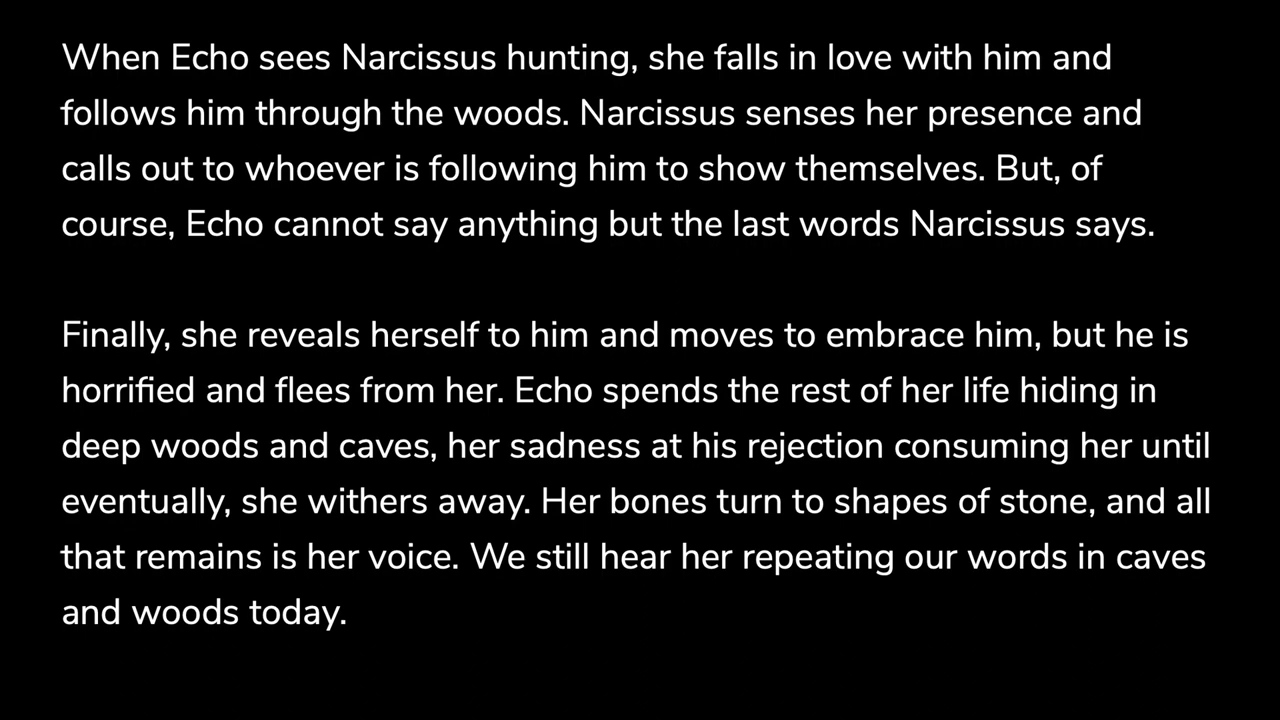 When Echo sees Narcissus hunting, she falls in love with him and
follows him through the woods. Narcissus senses her presence and
calls out to whoever is following him to show themselves. But, of
course, Echo cannot say anything but the last words Narcissus says.
Finally, she reveals herself to him and moves to embrace him, but he is
horrified and flees from her. Echo spends the rest of her life hiding in
deep woods and caves, her sadness at his rejection consuming her until
eventually, she withers away. Her bones turn to shapes of stone, and all
that remains is her voice. We still hear her repeating our words in caves
and woods today.